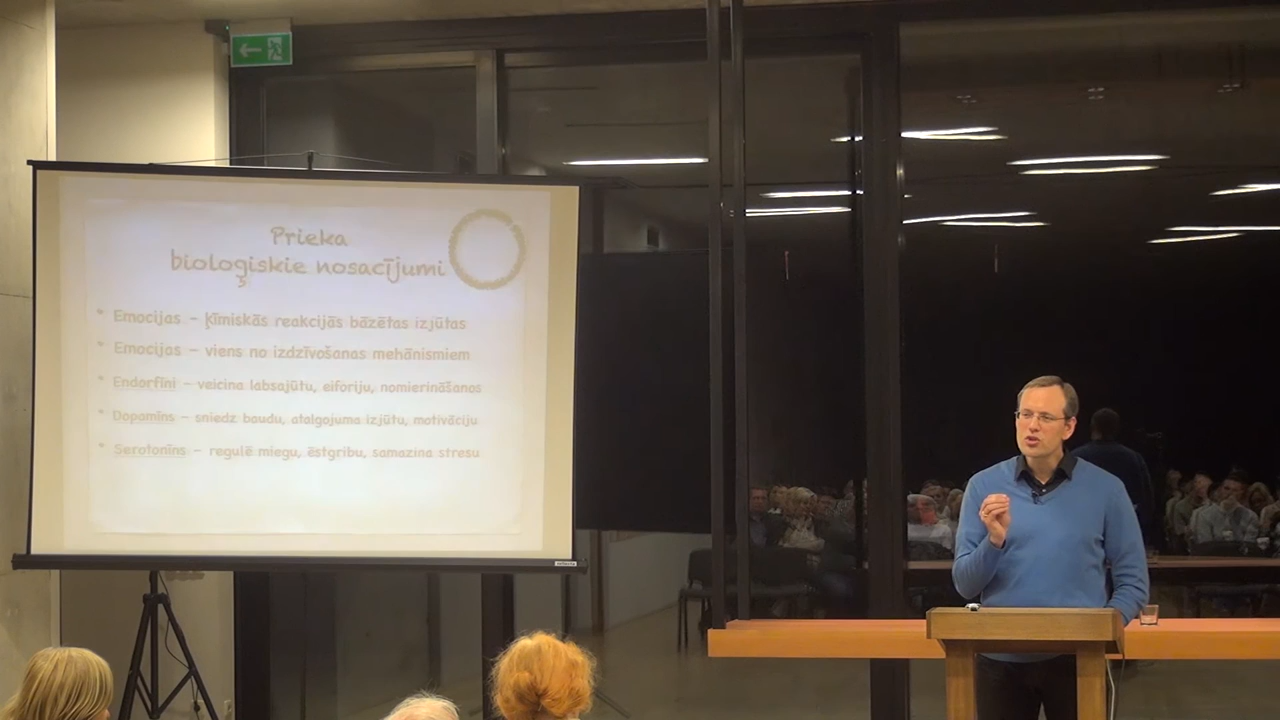 Prieka
bioloģiskie nosacījumi
• Emocijas – ķīmiskās reakcijās bāzētas izjūtas
• Emocijas – viens no izdzīvošanas mehānismiem
• Endorfīni – veicina labsajūtu, eiforiju, nomierināšanos
• Dopamīns – sniedz baudu, atalgojuma izjūtu, motivāciju
• Serotonīns – regulē miegu, ēstgribu, samazina stresu